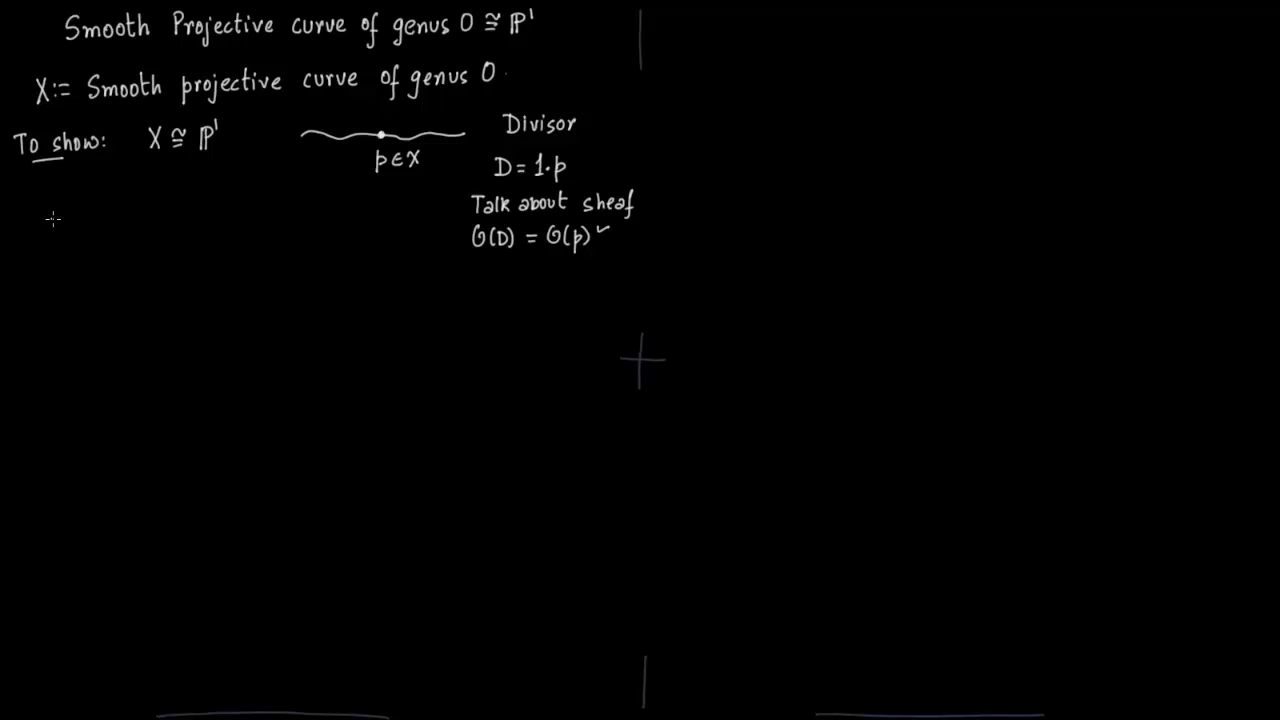 Smooth Projective curve of genus 0 ≅ ℙ¹
X := Smooth projective curve of genus 0.
To show: X ≅ ℙ¹
p ∈ X
Divisor
D = 1·p
Talk about sheaf
𝒪(D) = 𝒪(p) ✓